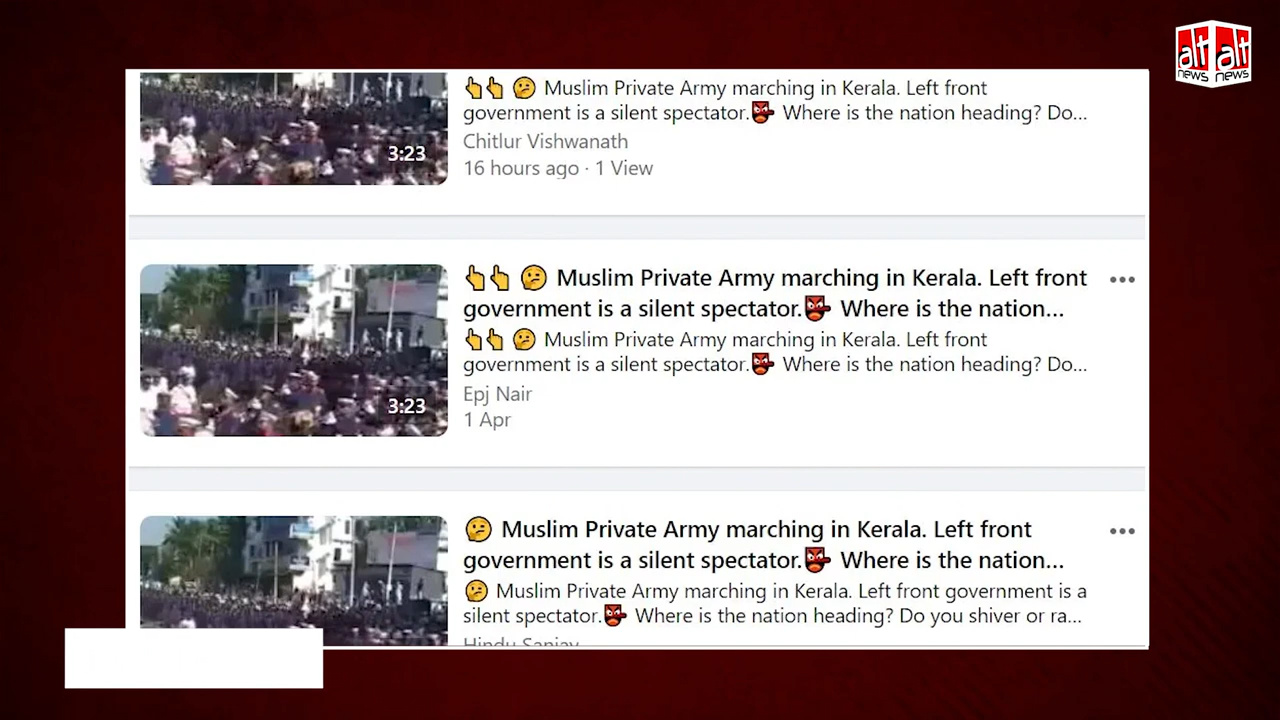 alt alt
news news
👆👆 🤔 Muslim Private Army marching in Kerala. Left front
government is a silent spectator.👺 Where is the nation heading? Do...
3:23
Chitlur Vishwanath
16 hours ago · 1 View
👆👆 🤔 Muslim Private Army marching in Kerala. Left front
government is a silent spectator.👺 Where is the nation...
👆👆 🤔 Muslim Private Army marching in Kerala. Left front
government is a silent spectator.👺 Where is the nation heading? Do...
3:23
Epj Nair
1 Apr
🤔 Muslim Private Army marching in Kerala. Left front
government is a silent spectator.👺 Where is the nation...
🤔 Muslim Private Army marching in Kerala. Left front government is a
silent spectator.👺 Where is the nation heading? Do you shiver or ra...
Hindu Sanjay